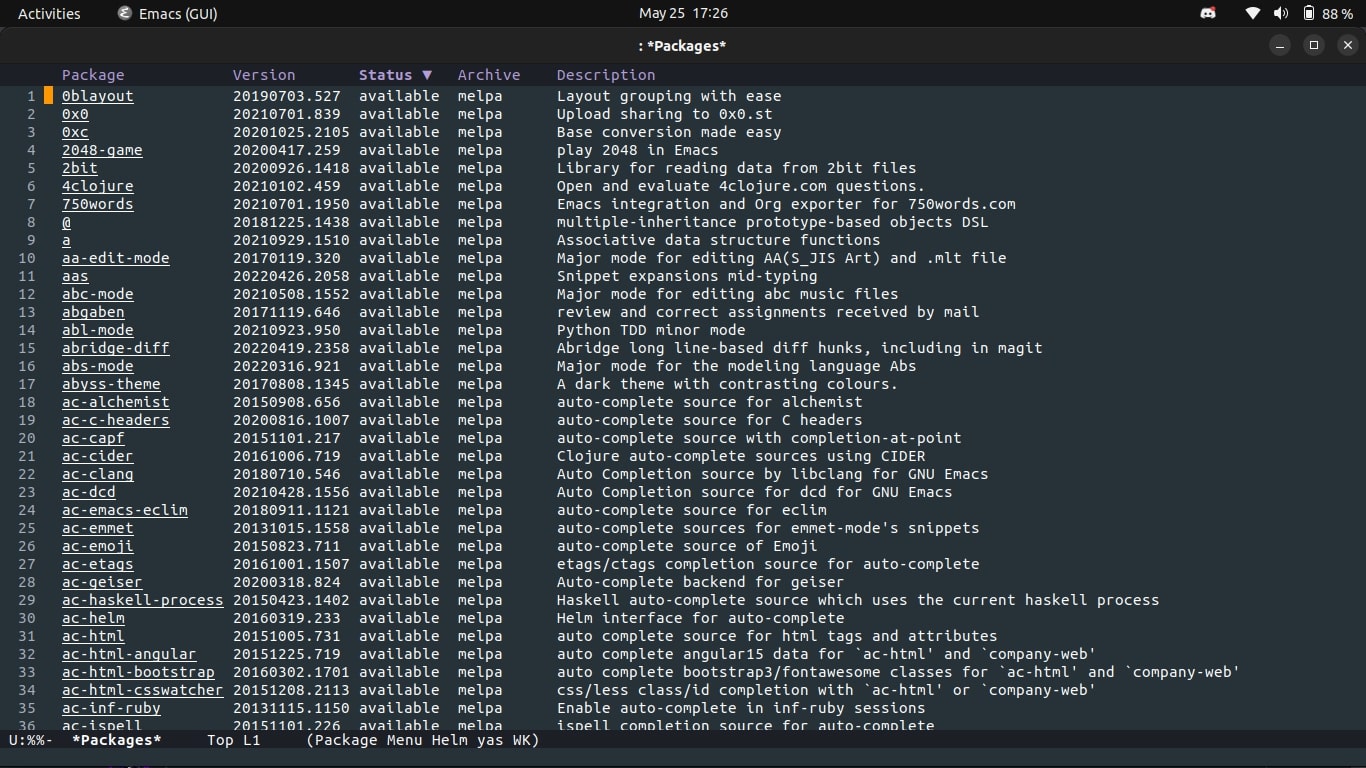 Activities Emacs (GUI) May 25 17:26 88 %
: *Packages*
Package Version Status ▼ Archive Description
1 0blayout 20190703.527 available melpa Layout grouping with ease
2 0x0 20210701.839 available melpa Upload sharing to 0x0.st
3 0xc 20201025.2105 available melpa Base conversion made easy
4 2048-game 20200417.259 available melpa play 2048 in Emacs
5 2bit 20200926.1418 available melpa Library for reading data from 2bit files
6 4clojure 20210102.459 available melpa Open and evaluate 4clojure.com questions.
7 750words 20210701.1950 available melpa Emacs integration and Org exporter for 750words.com
8 @ 20181225.1438 available melpa multiple-inheritance prototype-based objects DSL
9 a 20210929.1510 available melpa Associative data structure functions
10 aa-edit-mode 20170119.320 available melpa Major mode for editing AA(S_JIS Art) and .mlt file
11 aas 20220426.2058 available melpa Snippet expansions mid-typing
12 abc-mode 20210508.1552 available melpa Major mode for editing abc music files
13 abgaben 20171119.646 available melpa review and correct assignments received by mail
14 abl-mode 20210923.950 available melpa Python TDD minor mode
15 abridge-diff 20220419.2358 available melpa Abridge long line-based diff hunks, including in magit
16 abs-mode 20220316.921 available melpa Major mode for the modeling language Abs
17 abyss-theme 20170808.1345 available melpa A dark theme with contrasting colours.
18 ac-alchemist 20150908.656 available melpa auto-complete source for alchemist
19 ac-c-headers 20200816.1007 available melpa auto-complete source for C headers
20 ac-capf 20151101.217 available melpa auto-complete source with completion-at-point
21 ac-cider 20161006.719 available melpa Clojure auto-complete sources using CIDER
22 ac-clang 20180710.546 available melpa Auto Completion source by libclang for GNU Emacs
23 ac-dcd 20210428.1556 available melpa Auto Completion source for dcd for GNU Emacs
24 ac-emacs-eclim 20180911.1121 available melpa auto-complete source for eclim
25 ac-emmet 20131015.1558 available melpa auto-complete sources for emmet-mode's snippets
26 ac-emoji 20150823.711 available melpa auto-complete source of Emoji
27 ac-etags 20161001.1507 available melpa etags/ctags completion source for auto-complete
28 ac-geiser 20200318.824 available melpa Auto-complete backend for geiser
29 ac-haskell-process 20150423.1402 available melpa Haskell auto-complete source which uses the current haskell process
30 ac-helm 20160319.233 available melpa Helm interface for auto-complete
31 ac-html 20151005.731 available melpa auto complete source for html tags and attributes
32 ac-html-angular 20151225.719 available melpa auto complete angular15 data for `ac-html' and `company-web'
33 ac-html-bootstrap 20160302.1701 available melpa auto complete bootstrap3/fontawesome classes for `ac-html' and `company-web'
34 ac-html-csswatcher 20151208.2113 available melpa css/less class/id completion with `ac-html' or `company-web'
35 ac-inf-ruby 20131115.1150 available melpa Enable auto-complete in inf-ruby sessions
36 ac-ispell 20151101.226 available melpa ispell completion source for auto-complete
U:%%- *Packages* Top L1 (Package Menu Helm yas WK)